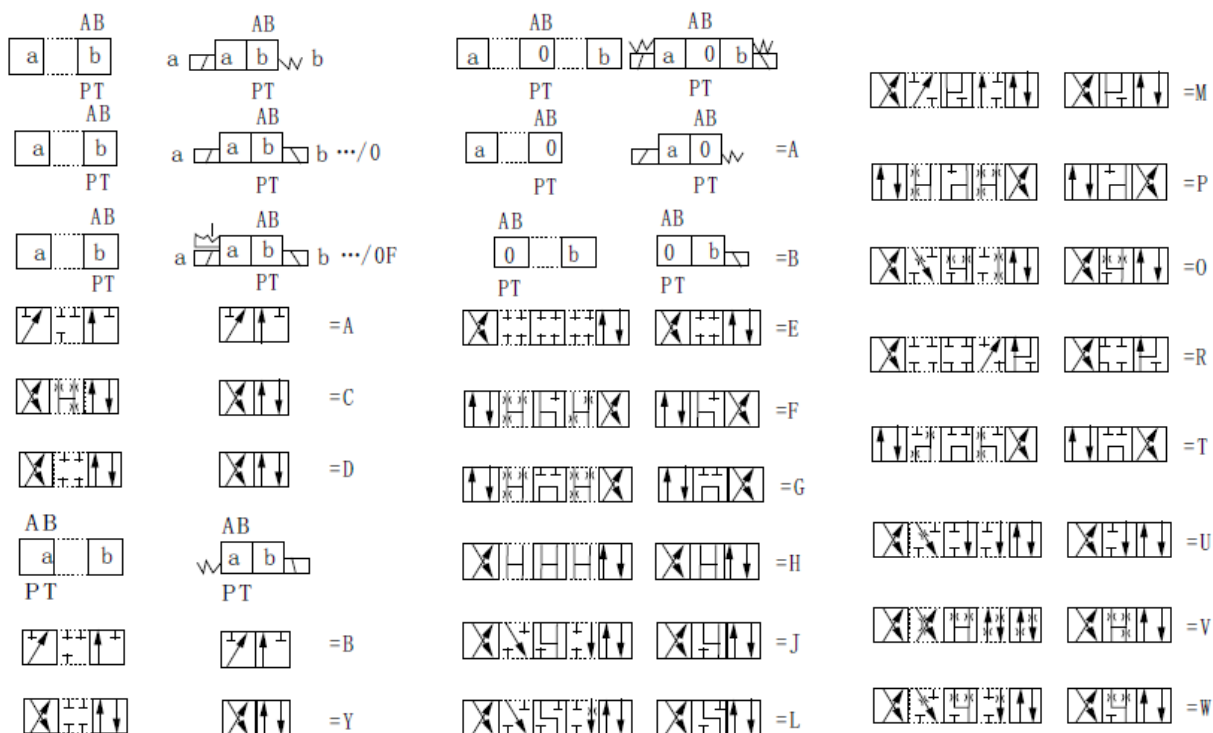 AB
a b
PT
AB
a a b b
PT
AB
a 0 b
PT
AB
a 0 b
PT
=M
AB
a b
PT
AB
a a b b …/0
PT
AB
a 0
PT
AB
a 0 =A
PT
=P
AB
a b
PT
AB
a a b b …/0F
PT
AB
0 b
PT
AB
0 b =B
PT
=O
=A
=E
=R
=C
=F
=T
=D
=G
AB
a b
PT
AB
a b
PT
=H
=U
=B
=J
=V
=Y
=L
=W